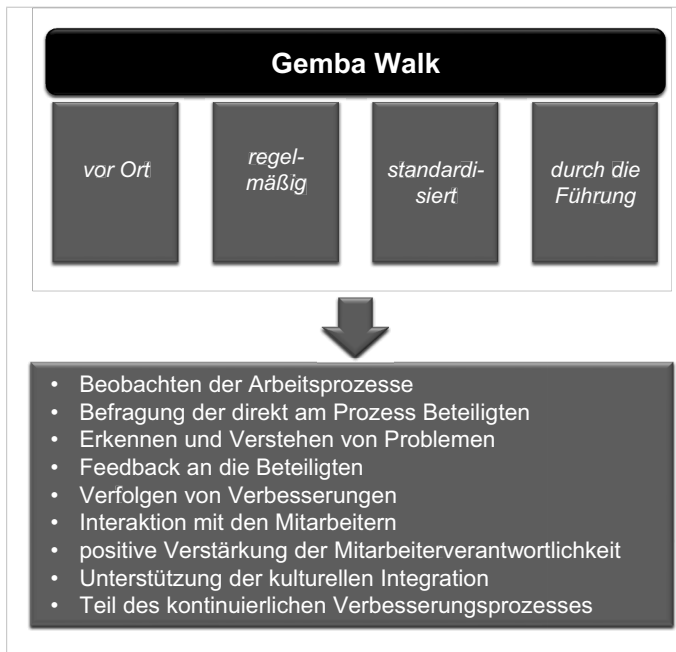 Gemba Walk
vor Ort
regel-
mäßig
standardi-
siert
durch die
Führung
• Beobachten der Arbeitsprozesse
• Befragung der direkt am Prozess Beteiligten
• Erkennen und Verstehen von Problemen
• Feedback an die Beteiligten
• Verfolgen von Verbesserungen
• Interaktion mit den Mitarbeitern
• positive Verstärkung der Mitarbeiterverantwortlichkeit
• Unterstützung der kulturellen Integration
• Teil des kontinuierlichen Verbesserungsprozesses